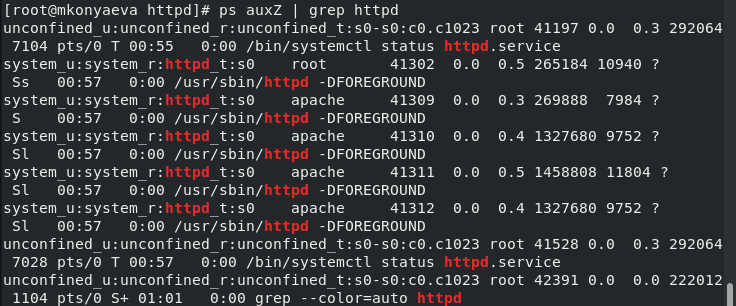 [root@mkonyaeva httpd]# ps auxZ | grep httpd
unconfined_u:unconfined_r:unconfined_t:s0-s0:c0.c1023 root 41197 0.0  0.3 292064
 7104 pts/0 T 00:55   0:00 /bin/systemctl status httpd.service
system_u:system_r:httpd_t:s0    root       41302  0.0  0.5 265184 10940 ?
 Ss   00:57   0:00 /usr/sbin/httpd -DFOREGROUND
system_u:system_r:httpd_t:s0    apache     41309  0.0  0.3 269888  7984 ?
 S    00:57   0:00 /usr/sbin/httpd -DFOREGROUND
system_u:system_r:httpd_t:s0    apache     41310  0.0  0.4 1327680 9752 ?
 Sl   00:57   0:00 /usr/sbin/httpd -DFOREGROUND
system_u:system_r:httpd_t:s0    apache     41311  0.0  0.5 1458808 11804 ?
 Sl   00:57   0:00 /usr/sbin/httpd -DFOREGROUND
system_u:system_r:httpd_t:s0    apache     41312  0.0  0.4 1327680 9752 ?
 Sl   00:57   0:00 /usr/sbin/httpd -DFOREGROUND
unconfined_u:unconfined_r:unconfined_t:s0-s0:c0.c1023 root 41528 0.0  0.3 292064
 7028 pts/0 T 00:57   0:00 /bin/systemctl status httpd.service
unconfined_u:unconfined_r:unconfined_t:s0-s0:c0.c1023 root 42391 0.0  0.0 222012
 1104 pts/0 S+ 01:01   0:00 grep --color=auto httpd